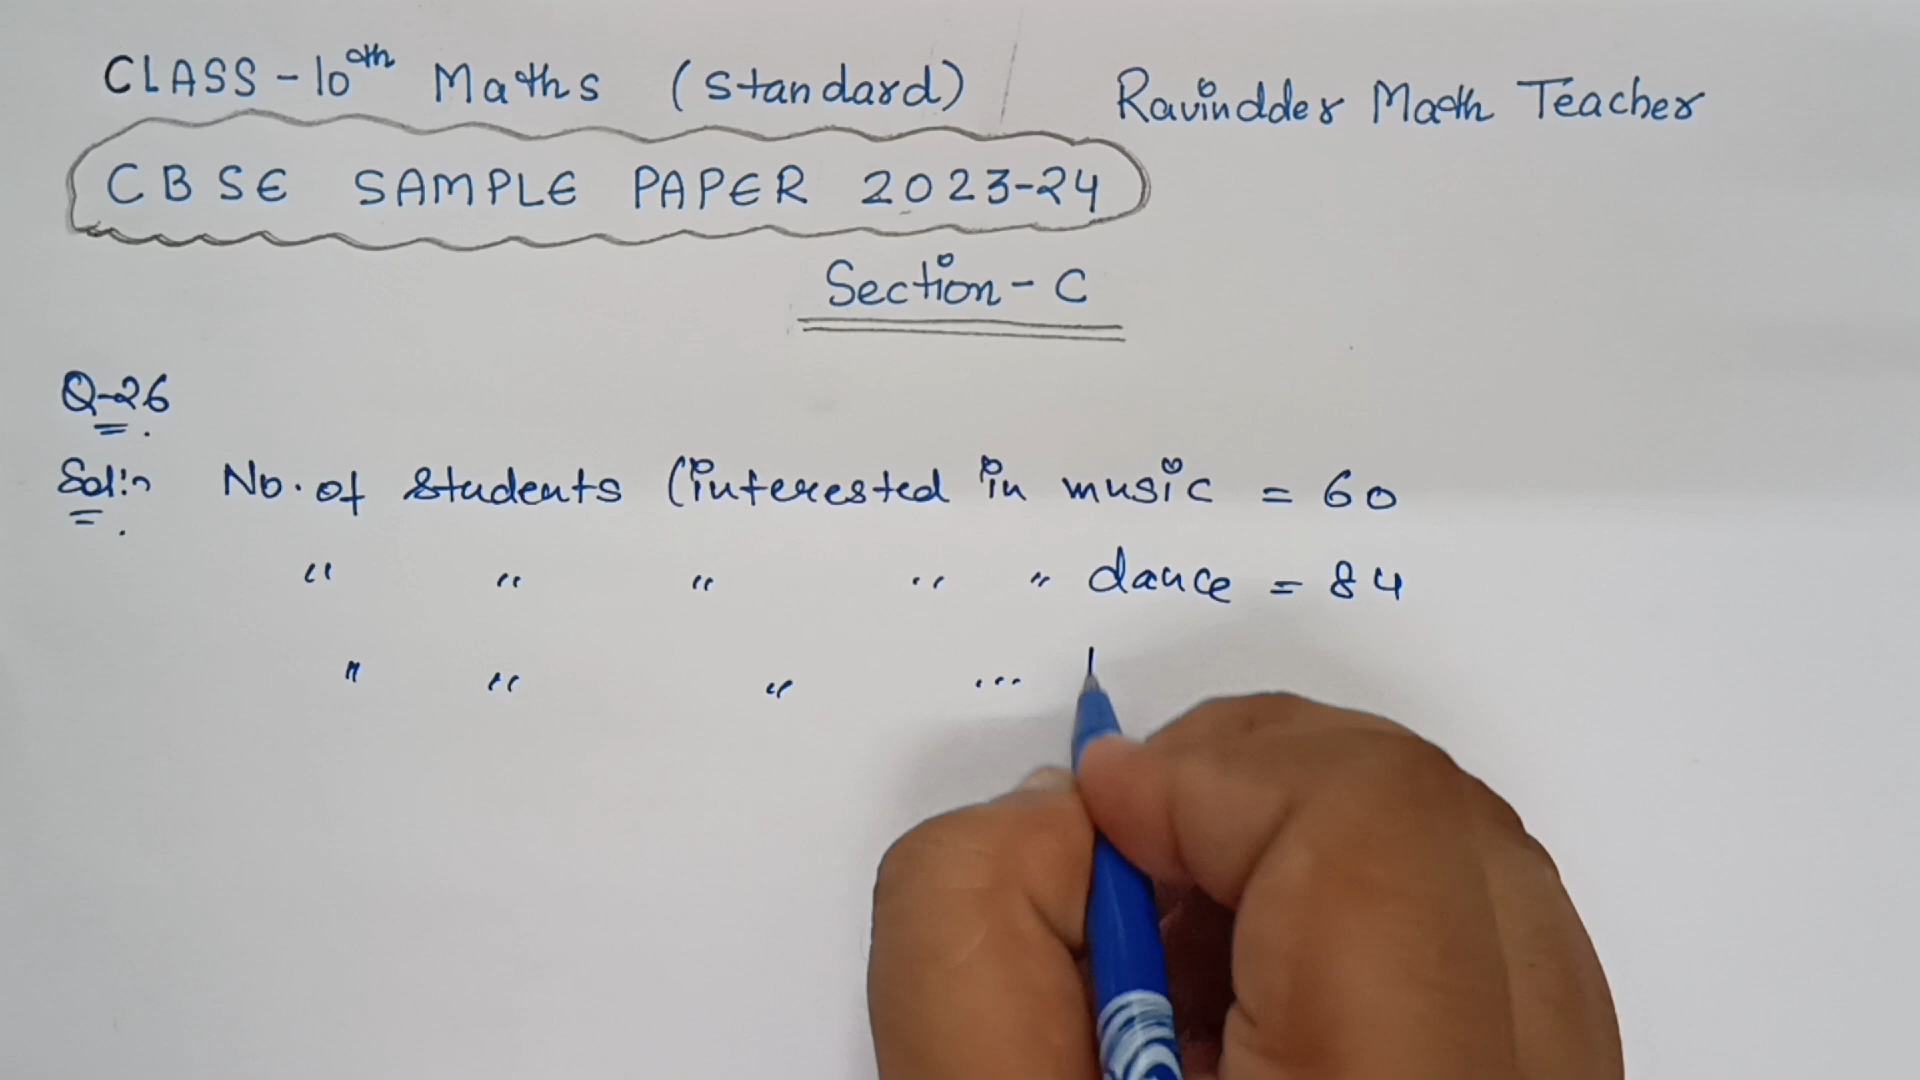 CLASS-10th Maths (Standard) Ravindder Math Teacher
CBSE SAMPLE PAPER 2023-24
Section-C
Q-26
Sol:n No. of Students (interested in music = 60
" " " " " dance = 84
" " " "